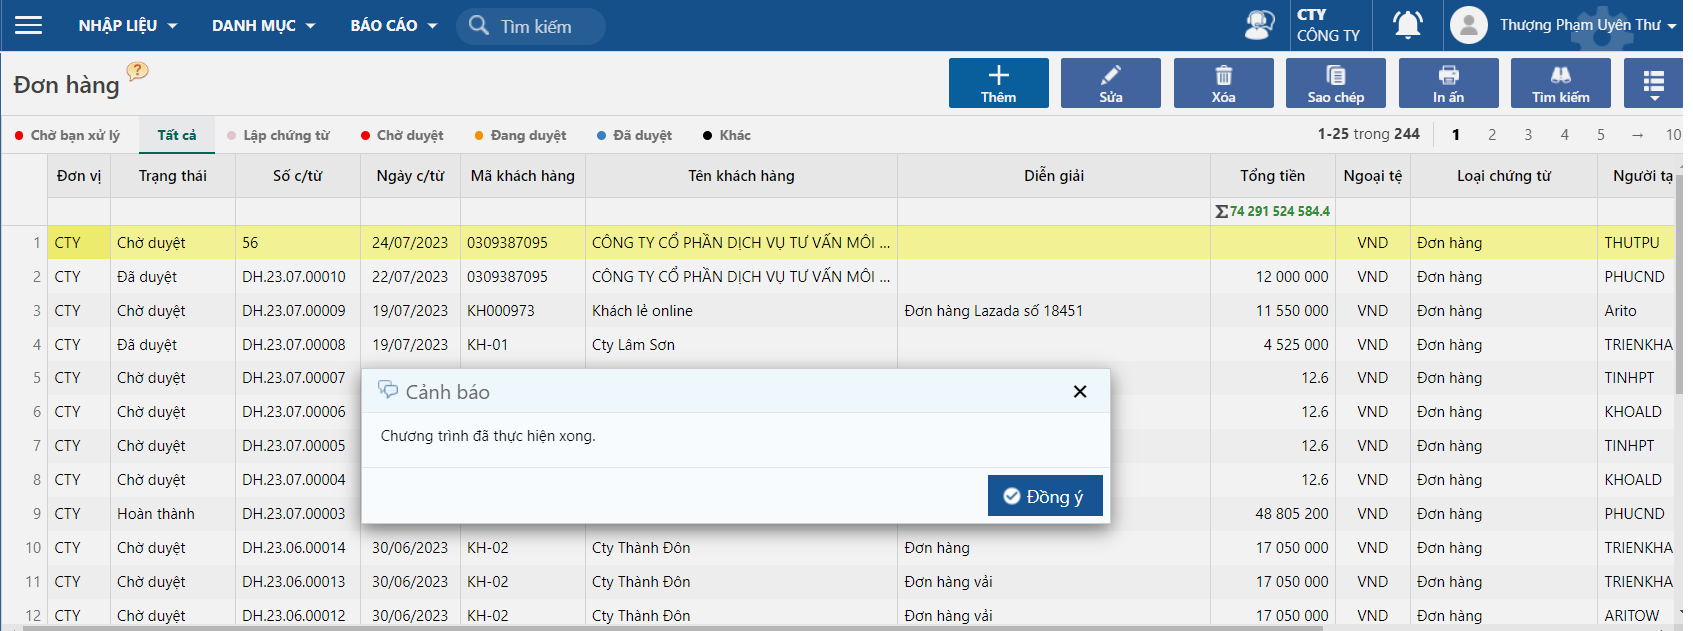 NHẬP LIỆU DANH MỤC BÁO CÁO Tìm kiếm CTY CÔNG TY Thượng Phạm Uyên Thư
Đơn hàng ? Thêm Sửa Xóa Sao chép In ấn Tìm kiếm
Chờ bạn xử lý Tất cả Lập chứng từ Chờ duyệt Đang duyệt Đã duyệt Khác 1-25 trong 244 1 2 3 4 5 → 10
Đơn vị Trạng thái Số c/từ Ngày c/từ Mã khách hàng Tên khách hàng Diễn giải Tổng tiền Ngoại tệ Loại chứng từ Người tạ
Σ74 291 524 584.4
1 CTY Chờ duyệt 56 24/07/2023 0309387095 CÔNG TY CỔ PHẦN DỊCH VỤ TƯ VẤN MÔI ... VND Đơn hàng THUTPU
2 CTY Đã duyệt DH.23.07.00010 22/07/2023 0309387095 CÔNG TY CỔ PHẦN DỊCH VỤ TƯ VẤN MÔI ... 12 000 000 VND Đơn hàng PHUCND
3 CTY Chờ duyệt DH.23.07.00009 19/07/2023 KH000973 Khách lẻ online Đơn hàng Lazada số 18451 11 550 000 VND Đơn hàng Arito
4 CTY Đã duyệt DH.23.07.00008 19/07/2023 KH-01 Cty Lâm Sơn 4 525 000 VND Đơn hàng TRIENKHA
5 CTY Chờ duyệt DH.23.07.00007 12.6 VND Đơn hàng TINHPT
6 CTY Chờ duyệt DH.23.07.00006 12.6 VND Đơn hàng KHOALD
7 CTY Chờ duyệt DH.23.07.00005 12.6 VND Đơn hàng TINHPT
8 CTY Chờ duyệt DH.23.07.00004 12.6 VND Đơn hàng KHOALD
9 CTY Hoàn thành DH.23.07.00003 48 805 200 VND Đơn hàng PHUCND
10 CTY Chờ duyệt DH.23.06.00014 30/06/2023 KH-02 Cty Thành Đôn Đơn hàng 17 050 000 VND Đơn hàng TRIENKHA
11 CTY Chờ duyệt DH.23.06.00013 30/06/2023 KH-02 Cty Thành Đôn Đơn hàng vải 17 050 000 VND Đơn hàng TRIENKHA
12 CTY Chờ duyệt DH.23.06.00012 30/06/2023 KH-02 Cty Thành Đôn Đơn hàng vải 17 050 000 VND Đơn hàng ARITOW
Cảnh báo
Chương trình đã thực hiện xong.
Đồng ý